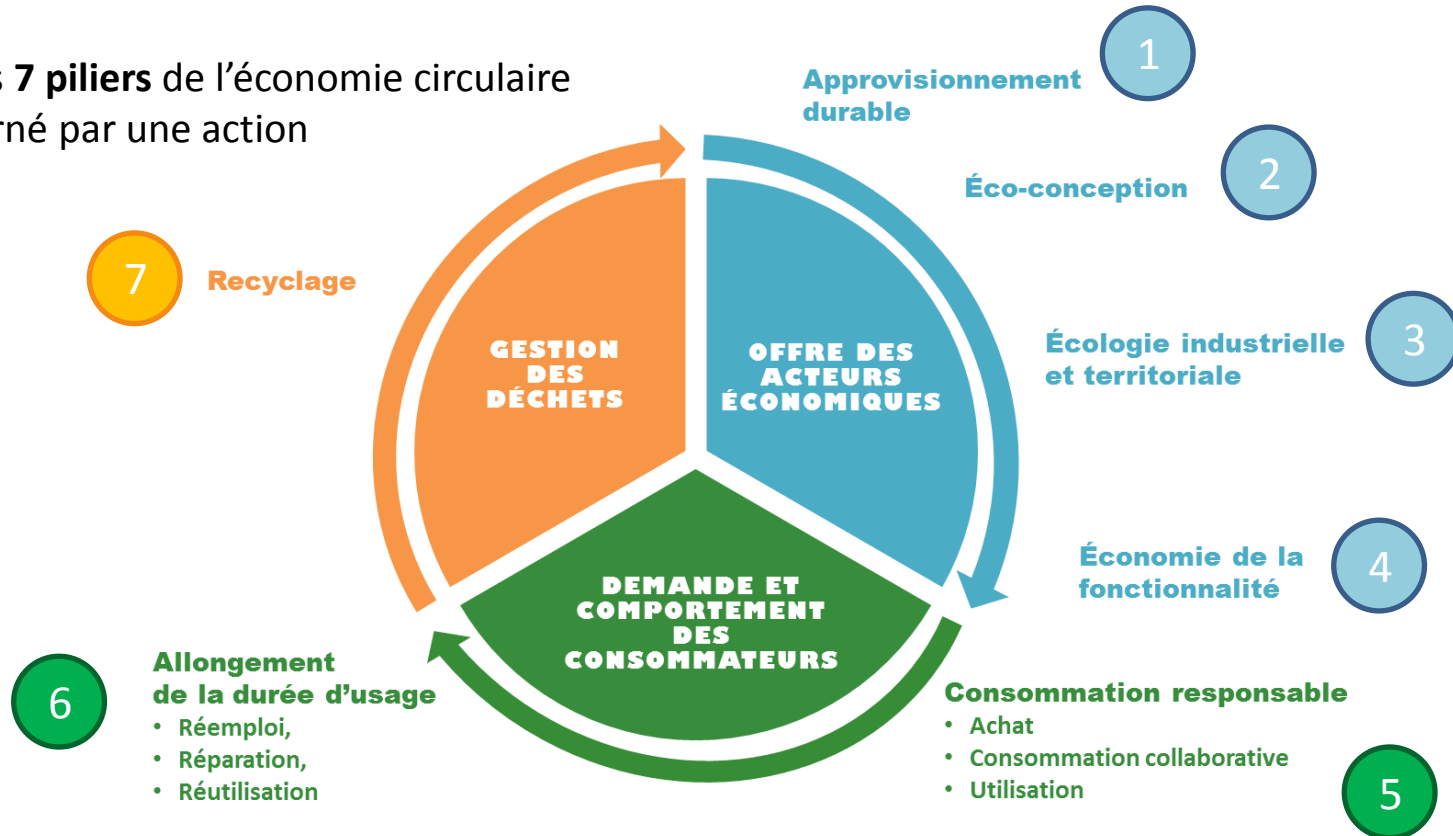 7 piliers de l’économie circulaire
par une action
1
Approvisionnement
durable
2
Éco-conception
3
Écologie industrielle
et territoriale
4
Économie de la
fonctionnalité
7
Recyclage
GESTION
DES
DÉCHETS
OFFRE DES
ACTEURS
ÉCONOMIQUES
DEMANDE ET
COMPORTEMENT
DES
CONSOMMATEURS
6
Allongement
de la durée d’usage
• Réemploi,
• Réparation,
• Réutilisation
Consommation responsable
• Achat
• Consommation collaborative
• Utilisation
5